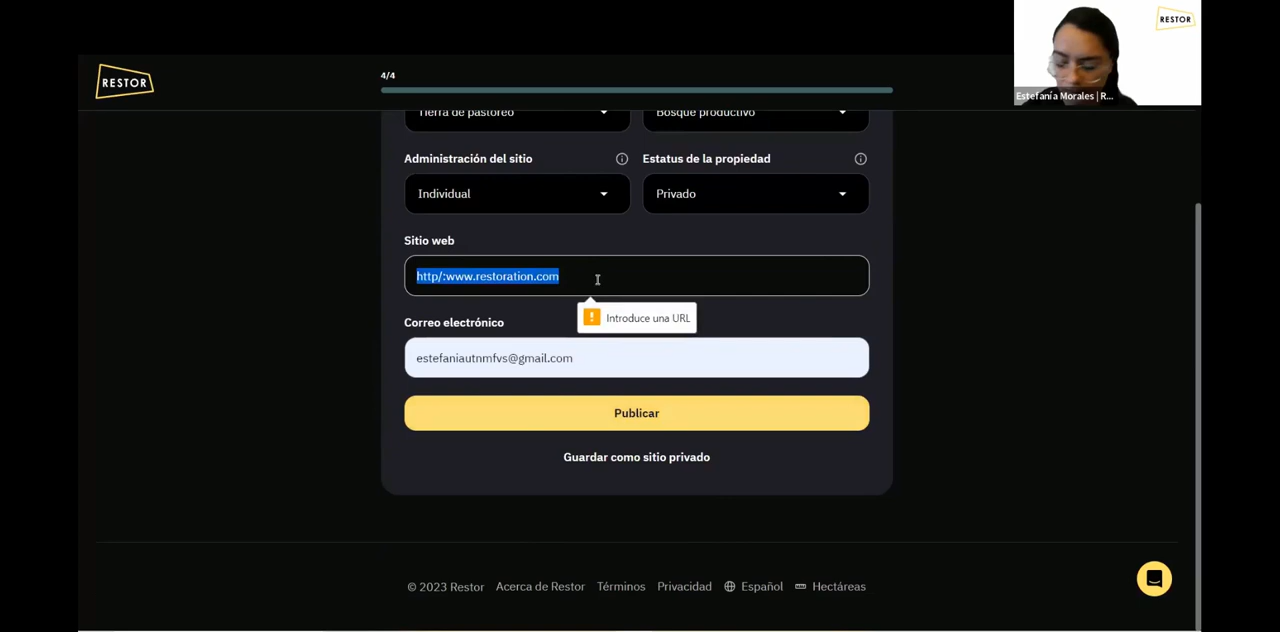 RESTOR
Estefanía Morales | R...
RESTOR
4/4
Tierra de pastoreo
Bosque productivo
Administración del sitio
Estatus de la propiedad
Individual
Privado
Sitio web
http/:www.restoration.com
Introduce una URL
Correo electrónico
estefaniautnmfvs@gmail.com
Publicar
Guardar como sitio privado
© 2023 Restor Acerca de Restor Términos Privacidad Español Hectáreas